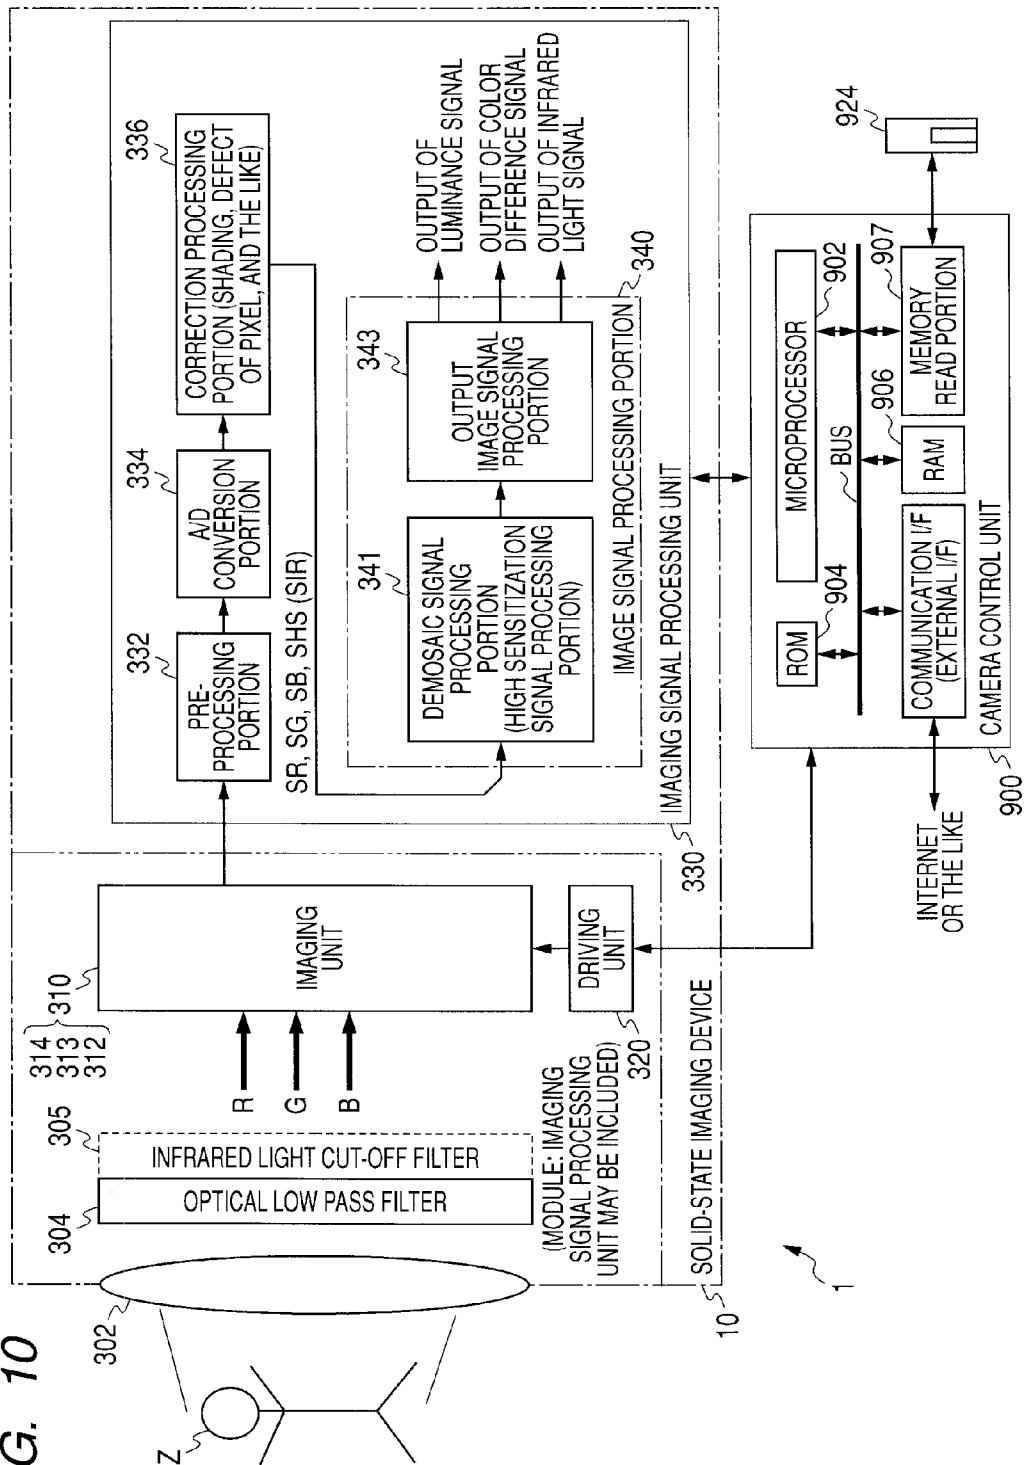 G. 10
Z
302
304
305
OPTICAL LOW PASS FILTER
INFRARED LIGHT CUT-OFF FILTER
R
G
B
314
313
312
310
IMAGING
UNIT
DRIVING
UNIT
320
(MODULE: IMAGING
SIGNAL PROCESSING
UNIT MAY BE INCLUDED)
SOLID-STATE IMAGING DEVICE
10
1
332
PRE-
PROCESSING
PORTION
334
A/D
CONVERSION
PORTION
336
CORRECTION PROCESSING
PORTION (SHADING, DEFECT
OF PIXEL, AND THE LIKE)
SR, SG, SB, SHS (SIR)
341
DEMOSAIC SIGNAL
PROCESSING
PORTION
(HIGH SENSITIZATION
SIGNAL PROCESSING
PORTION)
343
OUTPUT
IMAGE SIGNAL
PROCESSING
PORTION
OUTPUT OF
LUMINANCE SIGNAL
OUTPUT OF COLOR
DIFFERENCE SIGNAL
OUTPUT OF INFRARED
LIGHT SIGNAL
IMAGE SIGNAL PROCESSING PORTION
340
IMAGING SIGNAL PROCESSING UNIT
330
ROM
904
MICROPROCESSOR
902
BUS
906
907
COMMUNICATION I/F
(EXTERNAL I/F)
RAM
MEMORY
READ PORTION
924
CAMERA CONTROL UNIT
900
INTERNET
OR THE LIKE